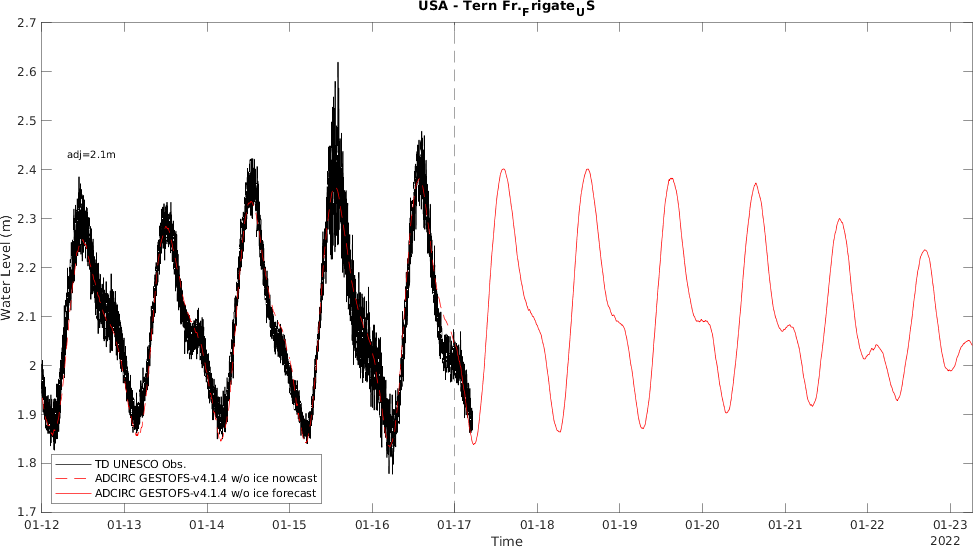 USA - Tern Fr.FrigateUS
2.7
2.6
2.5
2.4
2.3
2.2
2.1
2
1.9
1.8
1.7
Water Level (m)
adj=2.1m
TD UNESCO Obs.
ADCIRC GESTOFS-v4.1.4 w/o ice nowcast
ADCIRC GESTOFS-v4.1.4 w/o ice forecast
01-12 01-13 01-14 01-15 01-16 01-17 01-18 01-19 01-20 01-21 01-22 01-23
Time
2022